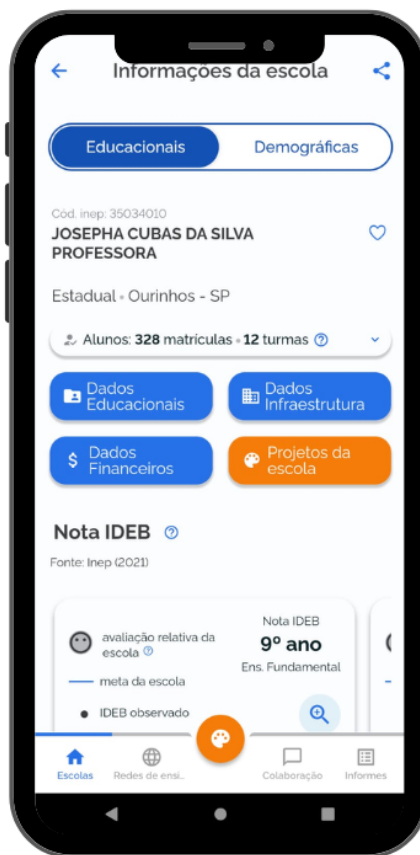 Informações da escola
Educacionais
Demográficas
Cód. inep: 35034010
JOSEPHA CUBAS DA SILVA
PROFESSORA
Estadual • Ourinhos - SP
Alunos: 328 matrículas • 12 turmas ?
Dados
Educacionais
Dados
Infraestrutura
$
Dados
Financeiros
Projetos da
escola
Nota IDEB ?
Fonte: Inep (2021)
avaliação relativa da
escola ?
meta da escola
IDEB observado
Nota IDEB
9º ano
Ens. Fundamental
Escolas
Redes de ensi...
Colaboração
Informes